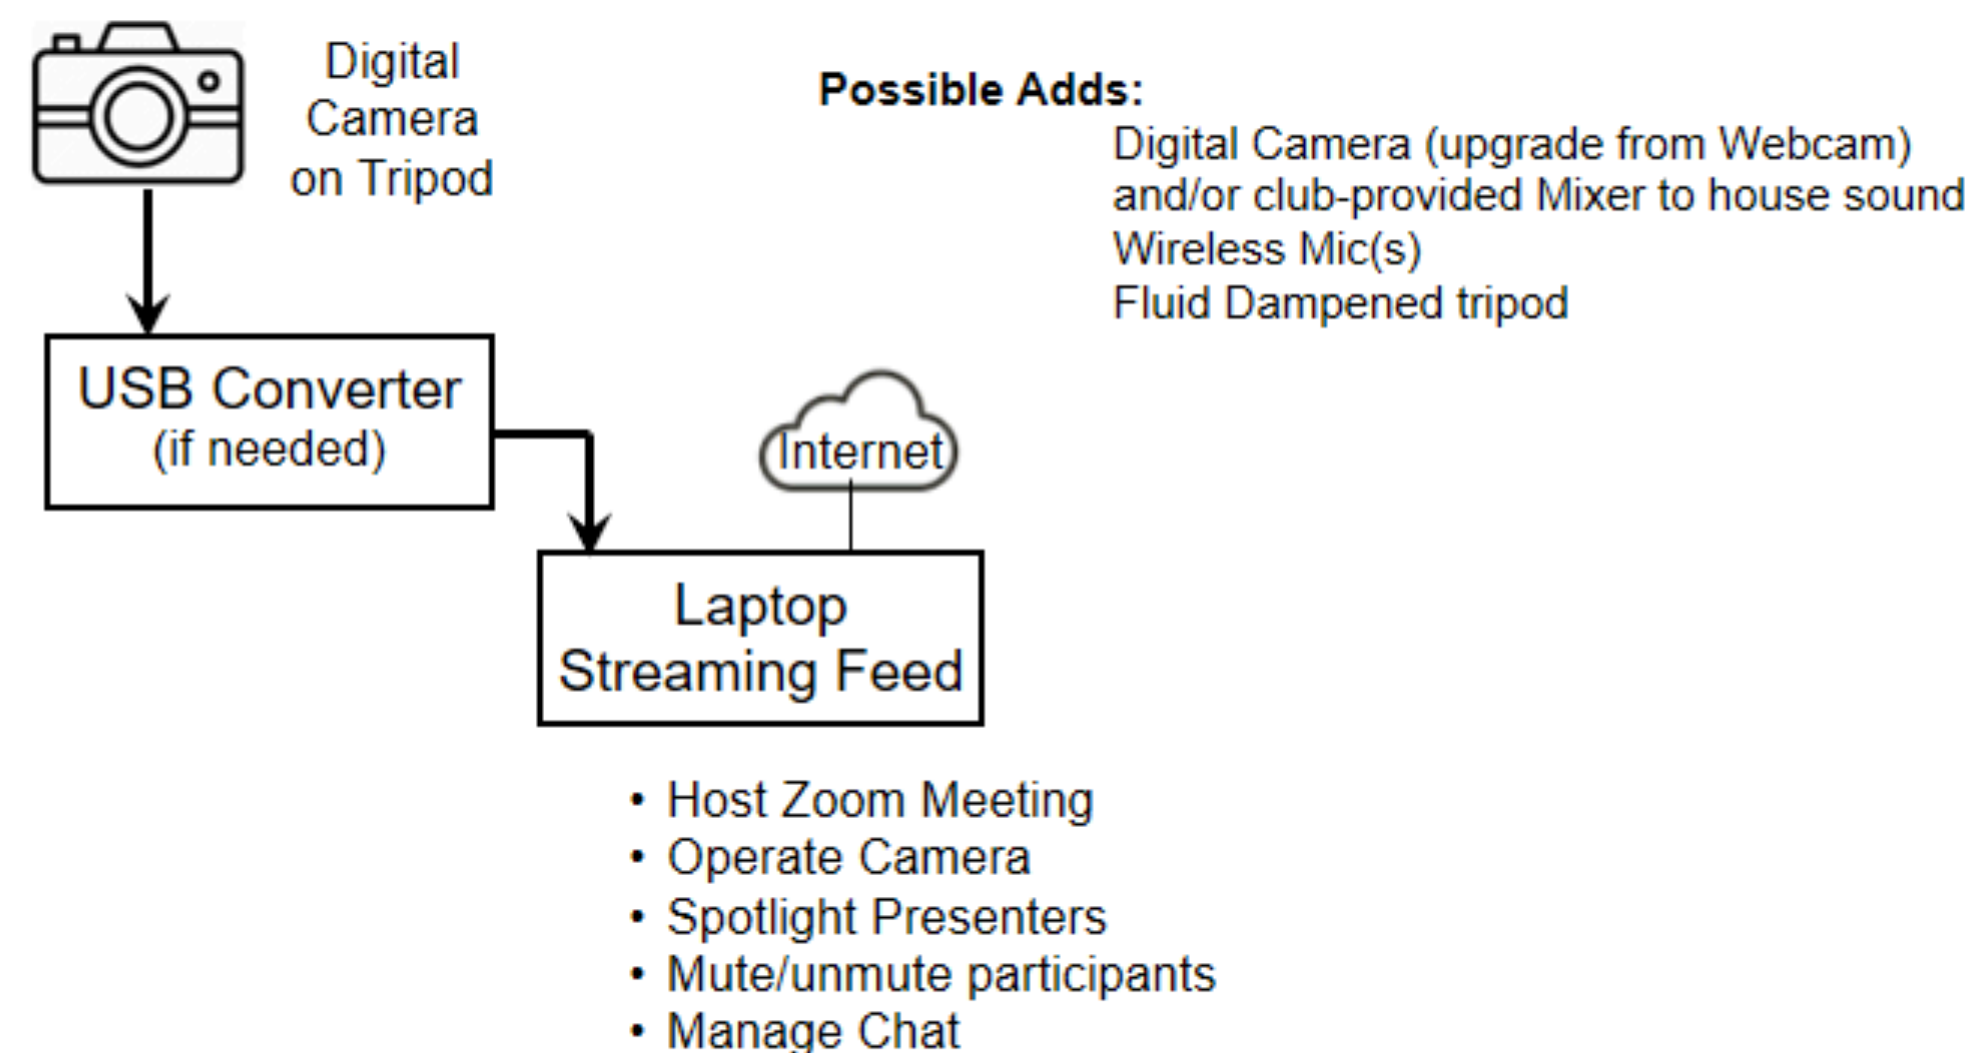 Digital
Camera
on Tripod
Possible Adds:
Digital Camera (upgrade from Webcam)
and/or club-provided Mixer to house sound
Wireless Mic(s)
Fluid Dampened tripod
USB Converter
(if needed)
Internet
Laptop
Streaming Feed
• Host Zoom Meeting
• Operate Camera
• Spotlight Presenters
• Mute/unmute participants
• Manage Chat